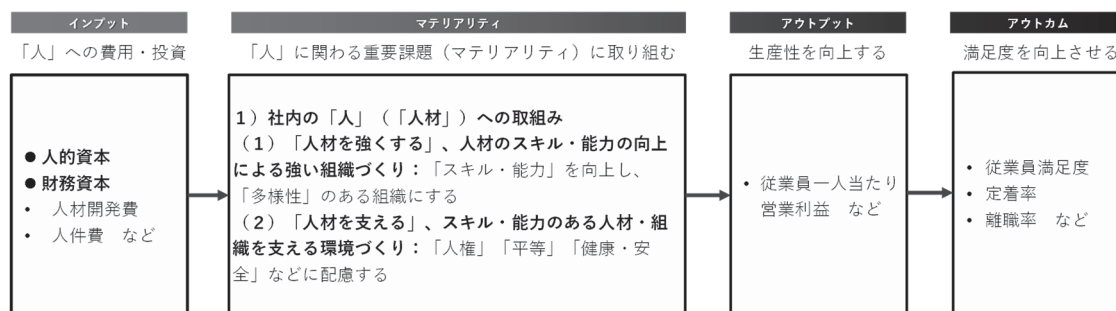 インプット
「人」への費用・投資
● 人的資本
● 財務資本
• 人材開発費
• 人件費 など
マテリアリティ
「人」に関わる重要課題（マテリアリティ）に取り組む
１）社内の「人」（「人材」）への取組み
（１）「人材を強くする」、人材のスキル・能力の向上
による強い組織づくり：「スキル・能力」を向上し、
「多様性」のある組織にする
（２）「人材を支える」、スキル・能力のある人材・組
織を支える環境づくり：「人権」「平等」「健康・安
全」などに配慮する
アウトプット
生産性を向上する
• 従業員一人当たり
営業利益 など
アウトカム
満足度を向上させる
• 従業員満足度
• 定着率
• 離職率 など